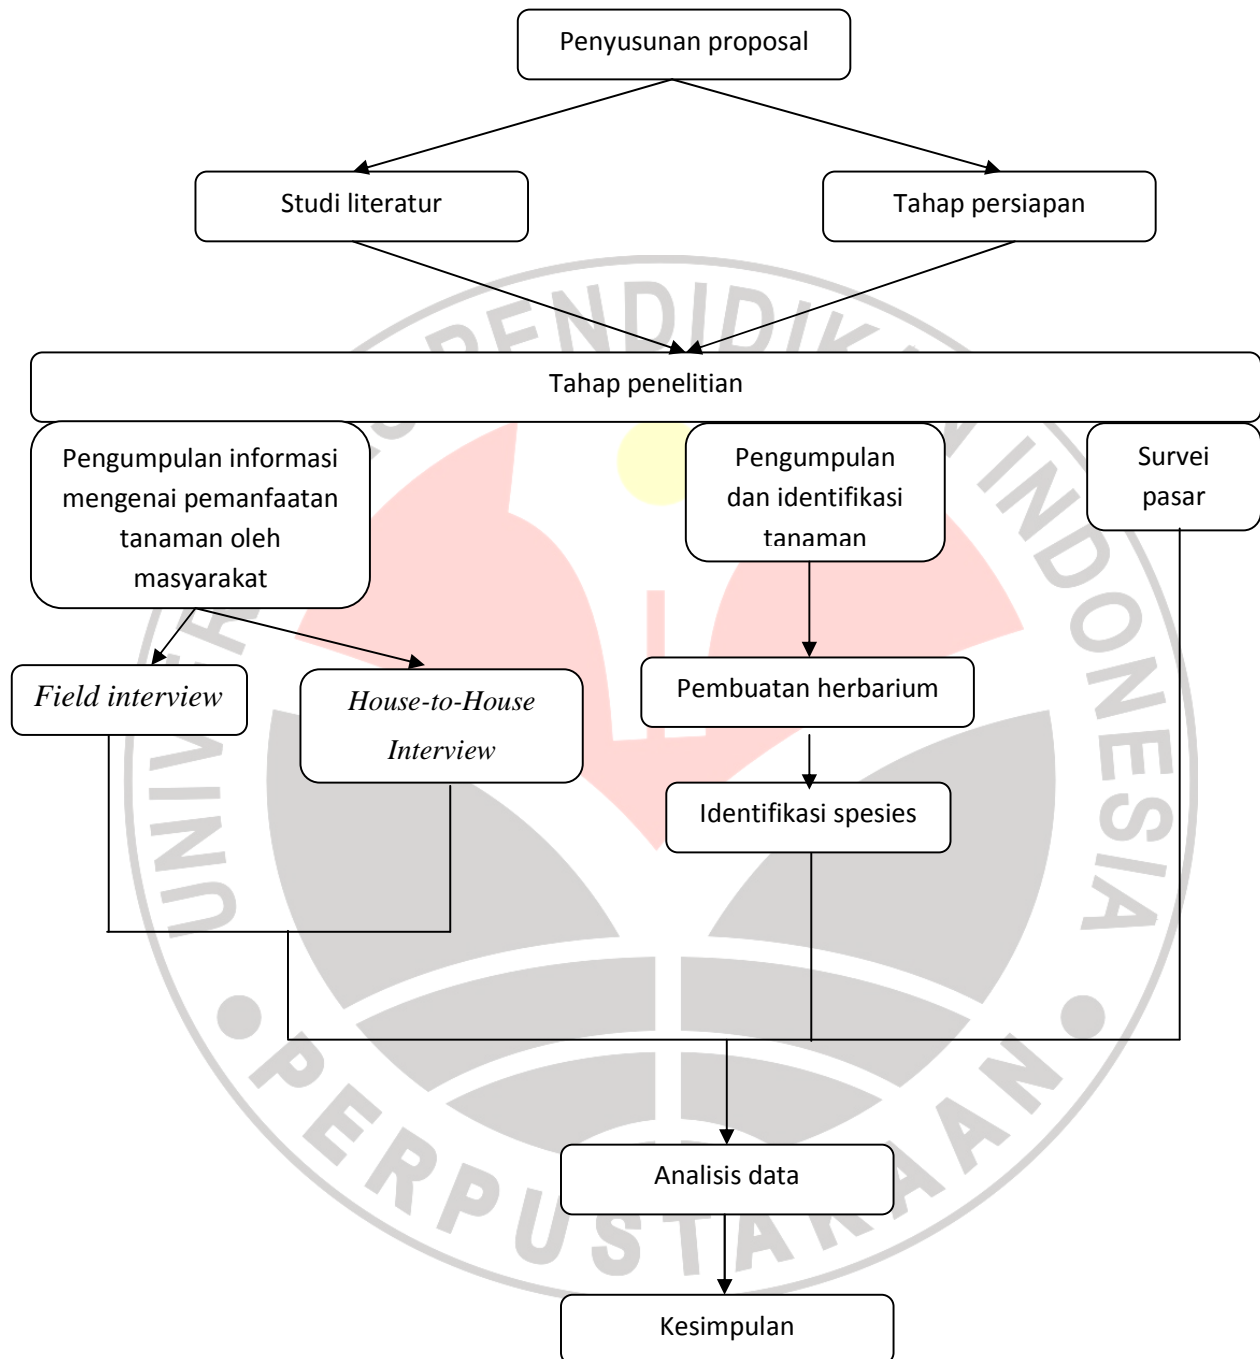 Penyusunan proposal
Studi literatur
Tahap persiapan
Tahap penelitian
Pengumpulan informasi
mengenai pemanfaatan
tanaman oleh
masyarakat
Pengumpulan
dan identifikasi
tanaman
Survei
pasar
Field interview
House-to-House
Interview
Pembuatan herbarium
Identifikasi spesies
Analisis data
Kesimpulan
UNIVERSITAS PENDIDIKAN INDONESIA
PERPUSTAKAAN